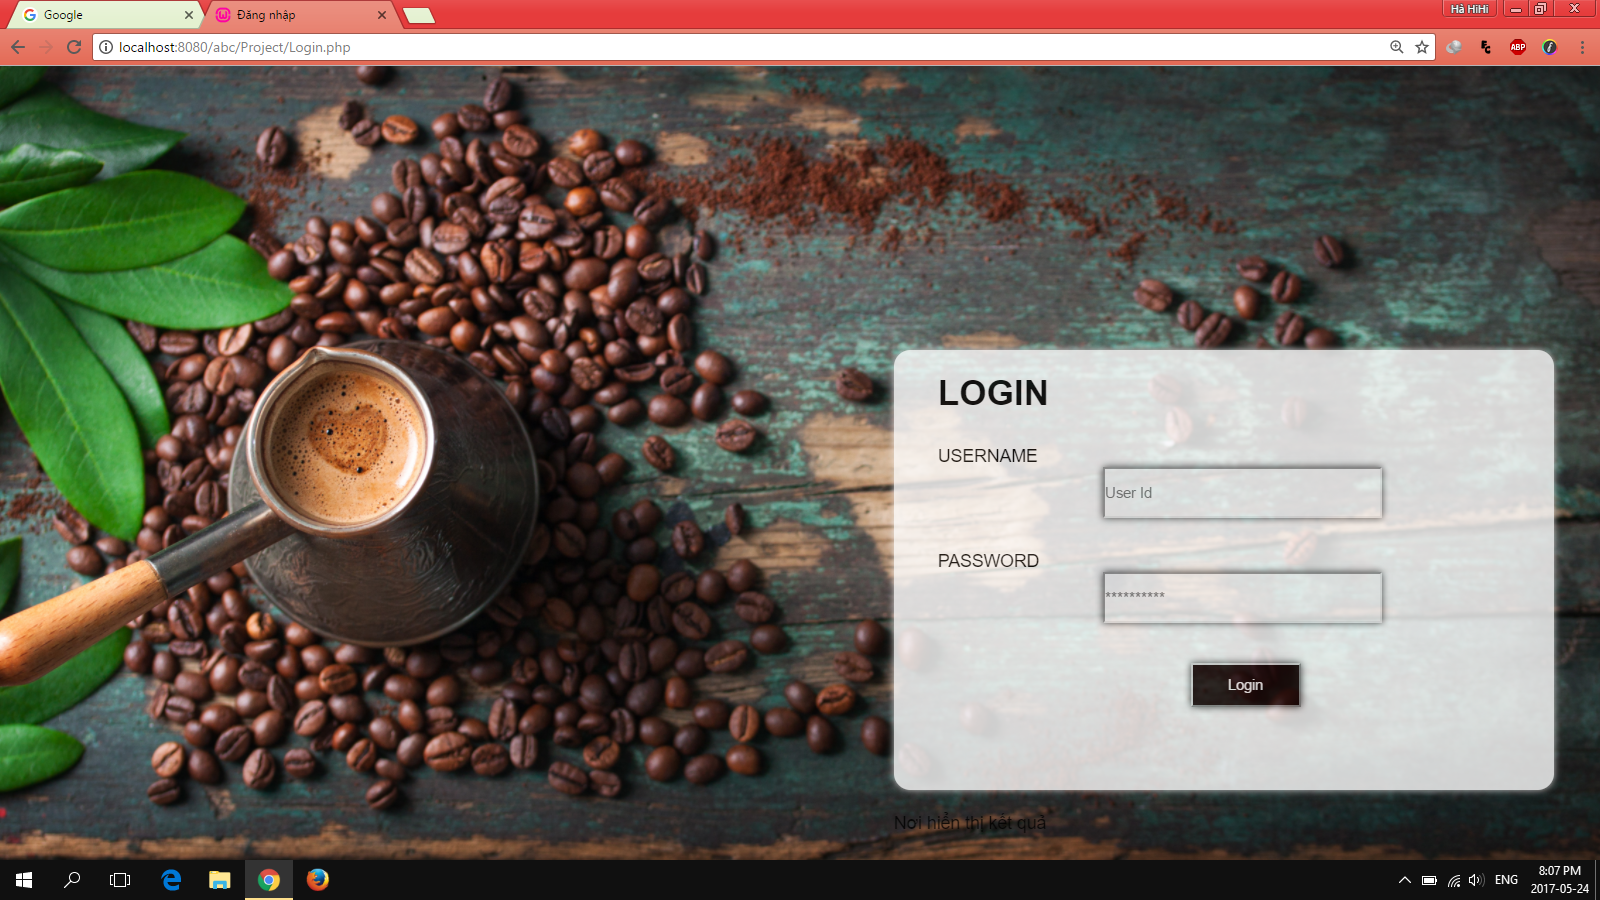 Google
Đăng nhập
Hà HiHi
localhost:8080/abc/Project/Login.php
ABP
LOGIN
USERNAME
User Id
PASSWORD
**********
Login
Nơi hiển thị kết quả
ENG
8:07 PM
2017-05-24